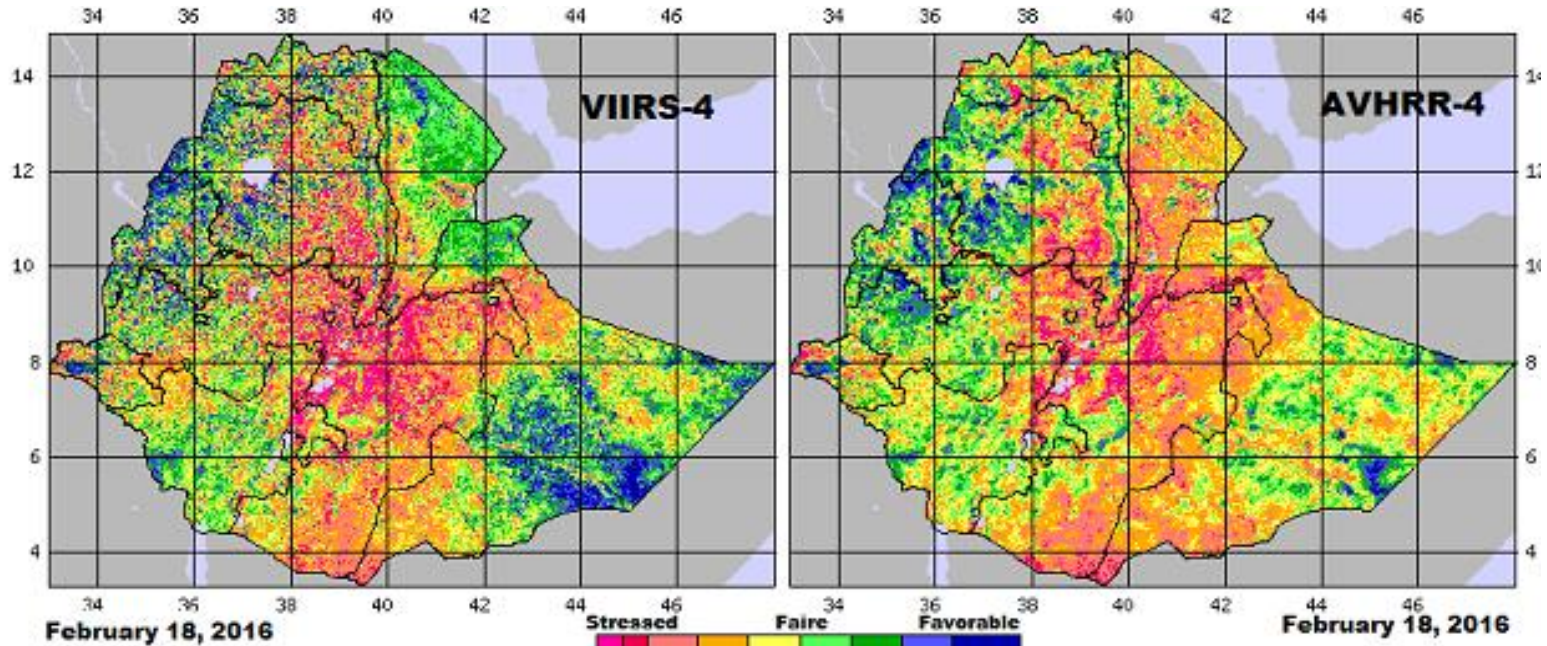 34 36 38 40 42 44 46 34 36 38 40 42 44 46
14 14
VIIRS-4 AVHRR-4
12 12
10 10
8 8
6 6
4 4
34 36 38 40 42 44 46 34 36 38 40 42 44 46
February 18, 2016 Stressed Faire Favorable February 18, 2016